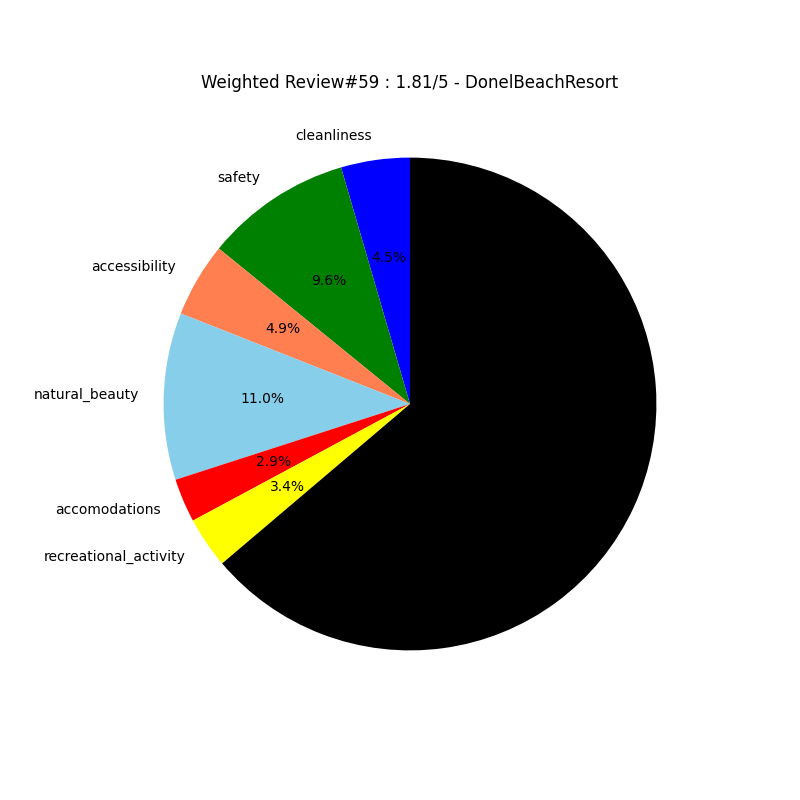 Weighted Review#59 : 1.81/5 - DonelBeachResort
cleanliness
safety
4.5%
accessibility
9.6%
4.9%
natural_beauty
11.0%
2.9%
3.4%
accomodations
recreational_activity